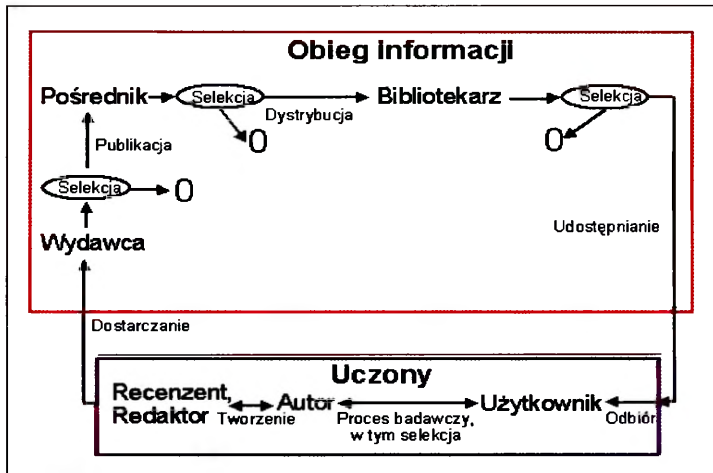 Obieg informacji
Pośrednik
Selekcja
Dystrybucja
Bibliotekarz
Selekcja
Publikacja
0
0
Selekcja
0
Wydawca
Udostępnianie
Dostarczanie
Uczony
Recenzent,
Redaktor
Tworzenie
Autor
Proces badawczy,
w tym selekcja
Użytkownik
Odbiór